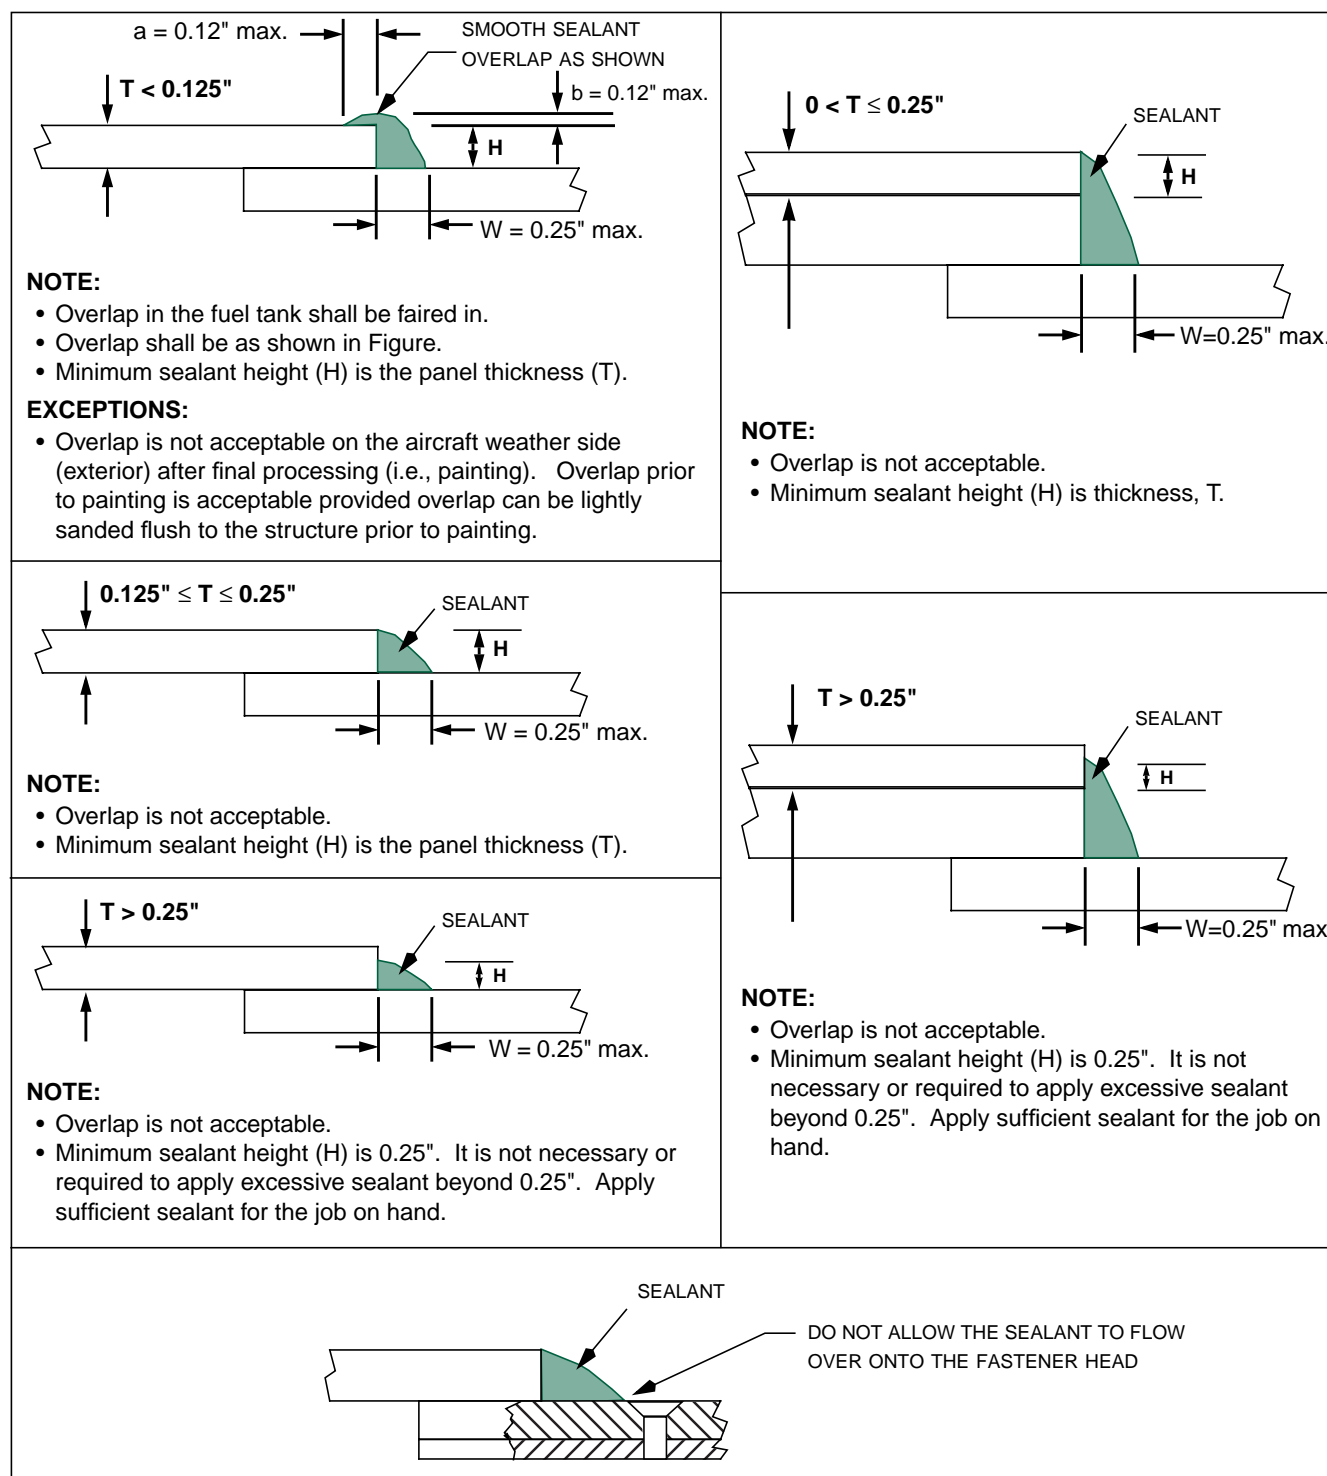 a = 0.12" max.
SMOOTH SEALANT
OVERLAP AS SHOWN
T < 0.125"
b = 0.12" max.
H
W = 0.25" max.
NOTE:
• Overlap in the fuel tank shall be faired in.
• Overlap shall be as shown in Figure.
• Minimum sealant height (H) is the panel thickness (T).
EXCEPTIONS:
• Overlap is not acceptable on the aircraft weather side
(exterior) after final processing (i.e., painting). Overlap prior
to painting is acceptable provided overlap can be lightly
sanded flush to the structure prior to painting.
0.125" ≤ T ≤ 0.25"
SEALANT
H
W = 0.25" max.
NOTE:
• Overlap is not acceptable.
• Minimum sealant height (H) is the panel thickness (T).
T > 0.25"
SEALANT
H
W = 0.25" max.
NOTE:
• Overlap is not acceptable.
• Minimum sealant height (H) is 0.25". It is not necessary or
required to apply excessive sealant beyond 0.25". Apply
sufficient sealant for the job on hand.
0 < T ≤ 0.25"
SEALANT
H
W=0.25" max.
NOTE:
• Overlap is not acceptable.
• Minimum sealant height (H) is thickness, T.
T > 0.25"
SEALANT
H
W=0.25" max
NOTE:
• Overlap is not acceptable.
• Minimum sealant height (H) is 0.25". It is not
necessary or required to apply excessive sealant
beyond 0.25". Apply sufficient sealant for the job on
hand.
SEALANT
DO NOT ALLOW THE SEALANT TO FLOW
OVER ONTO THE FASTENER HEAD